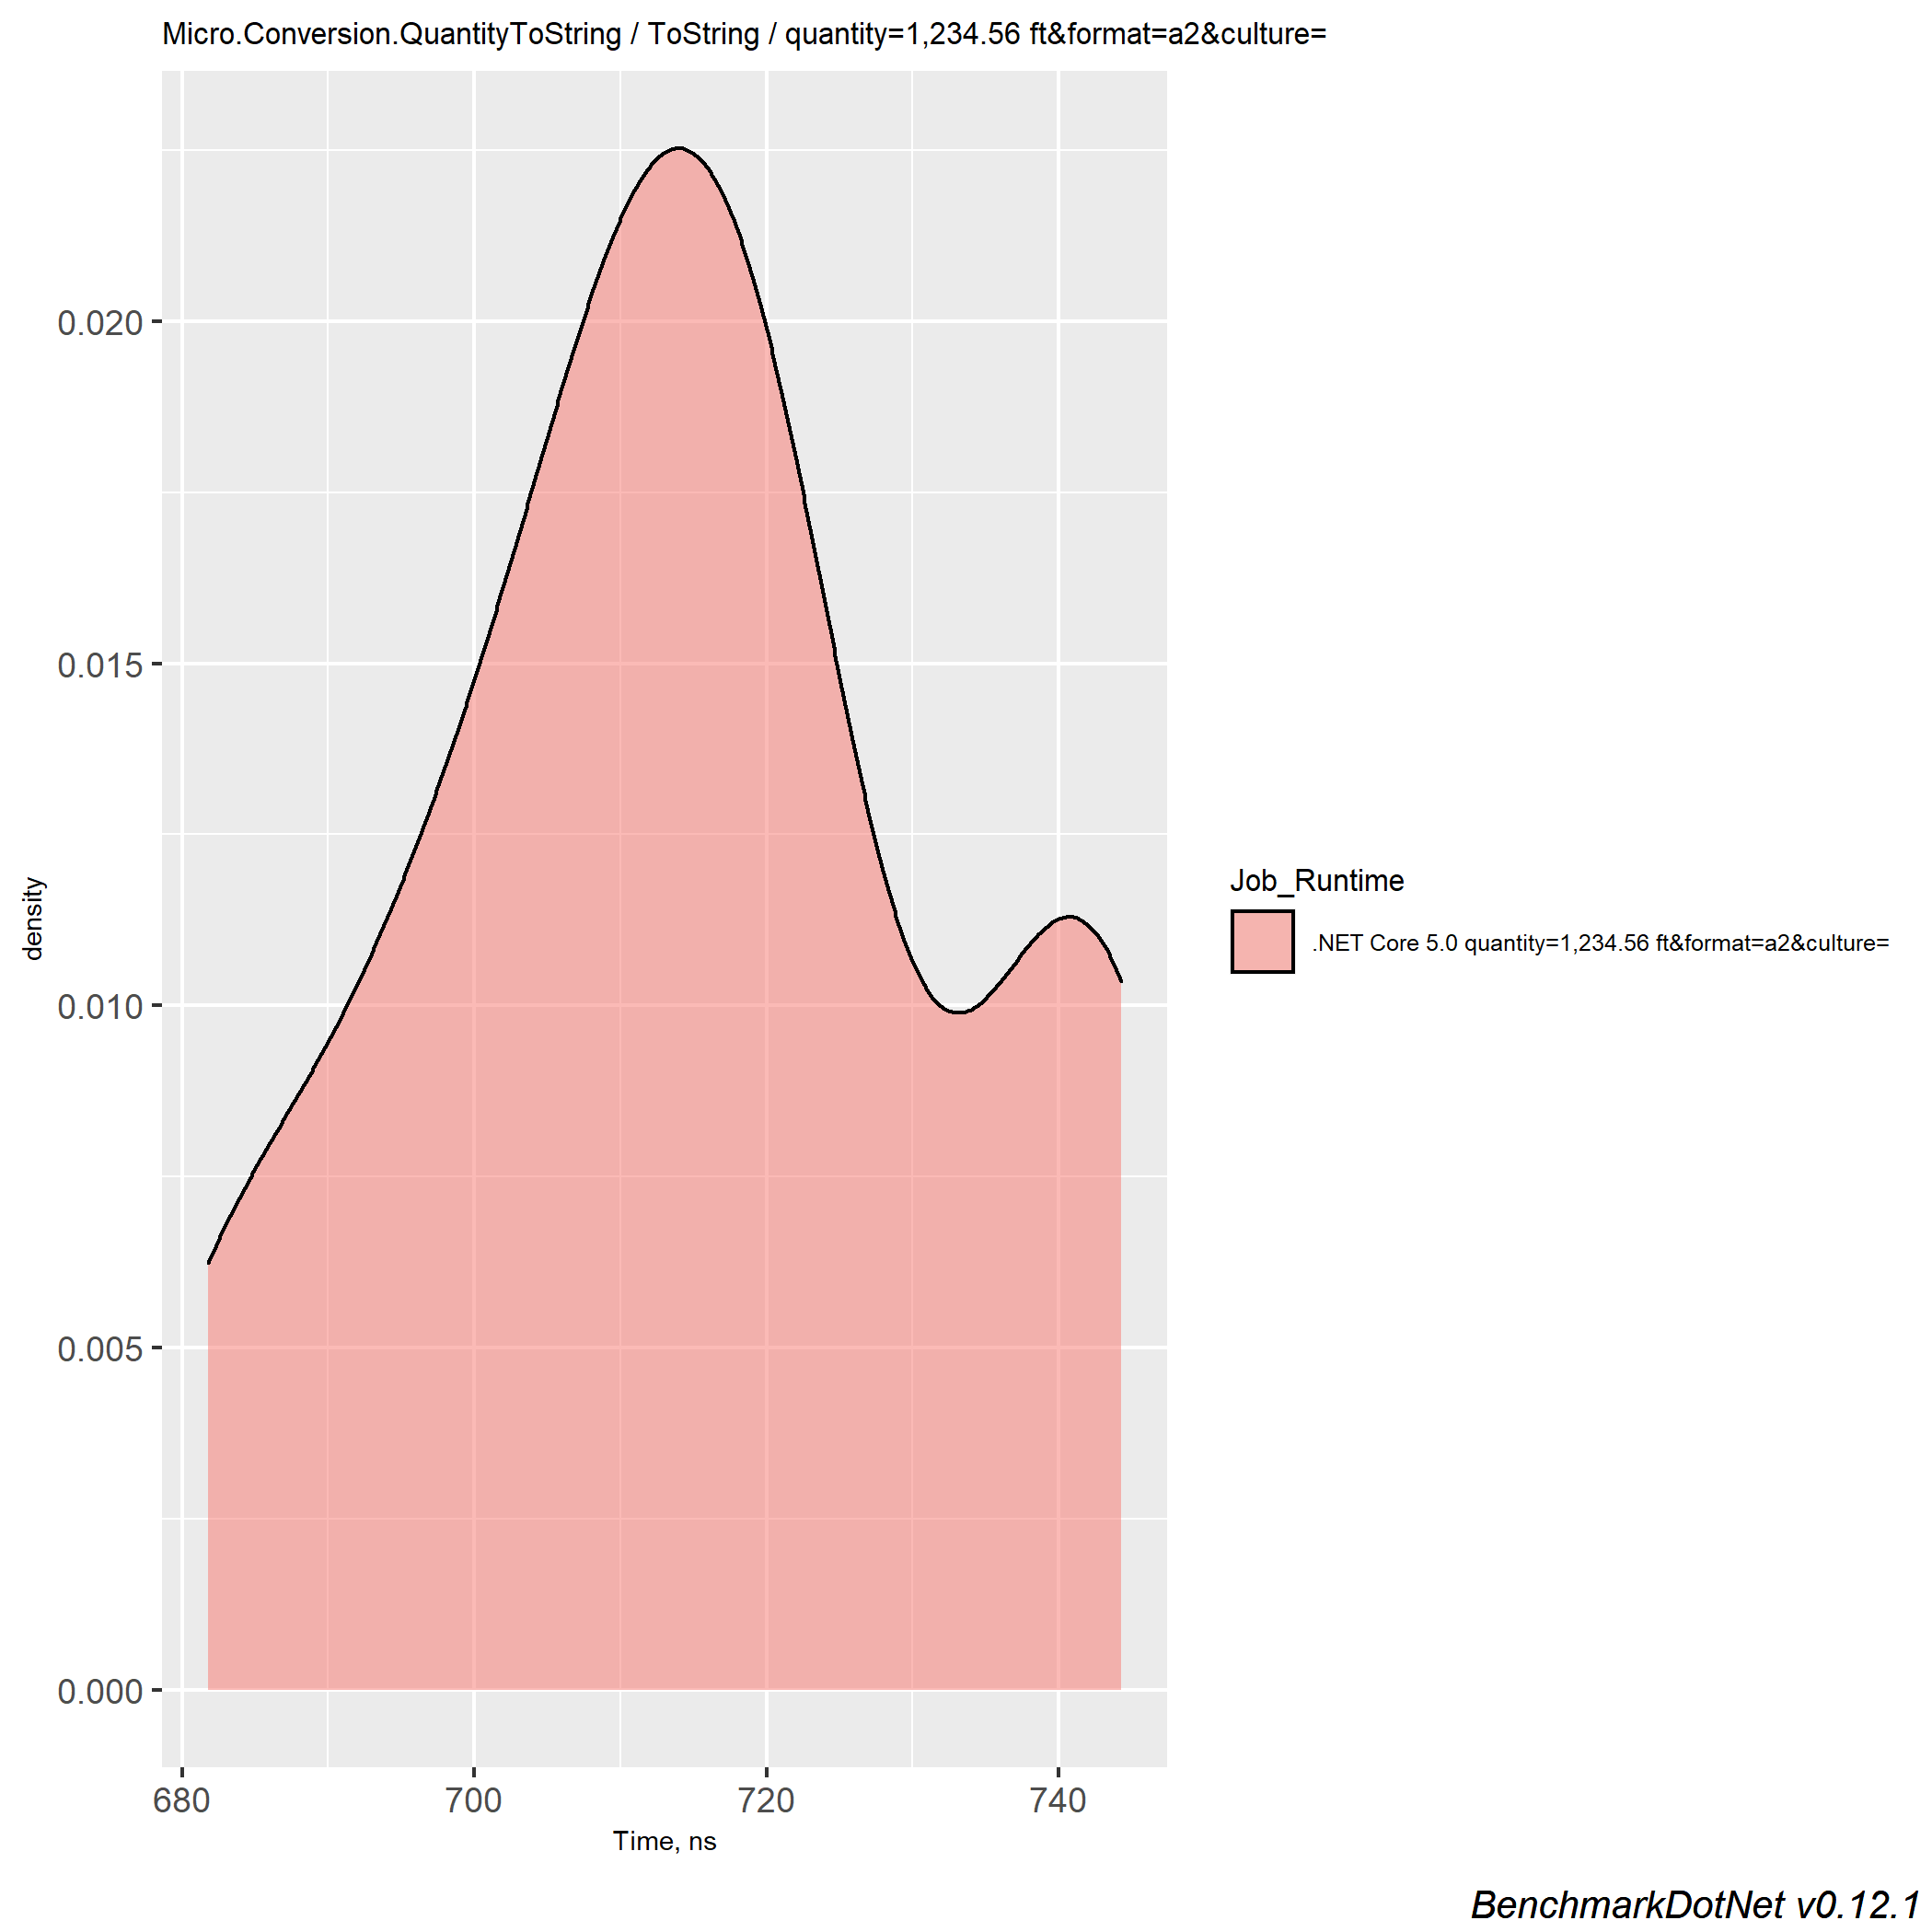 Micro.Conversion.QuantityToString / ToString / quantity=1,234.56 ft&format=a2&culture=
0.020
0.015
0.010
0.005
0.000
density
680 700 720 740
Time, ns
Job_Runtime
.NET Core 5.0 quantity=1,234.56 ft&format=a2&culture=
BenchmarkDotNet v0.12.1